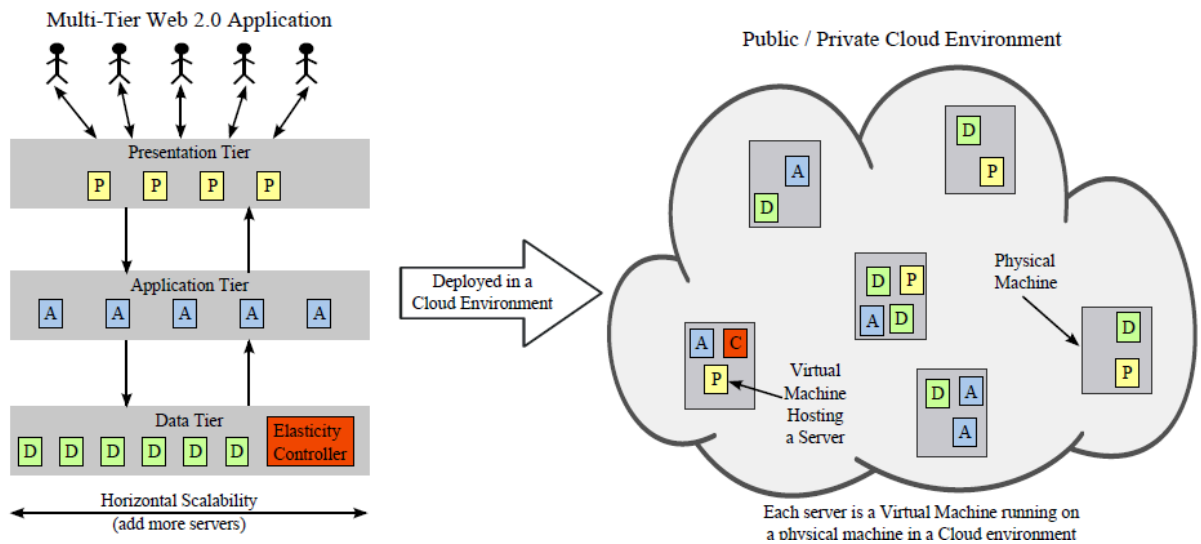 Multi-Tier Web 2.0 Application
Presentation Tier
P P P P
Application Tier
A A A A A
Data Tier
D D D D D D
Elasticity
Controller
Horizontal Scalability
(add more servers)
Deployed in a
Cloud Environment
Public / Private Cloud Environment
A
D
D
P
D P
A D
Physical
Machine
A C
P
Virtual
Machine
Hosting
a Server
D
P
D A
A
Each server is a Virtual Machine running on
a physical machine in a Cloud environment